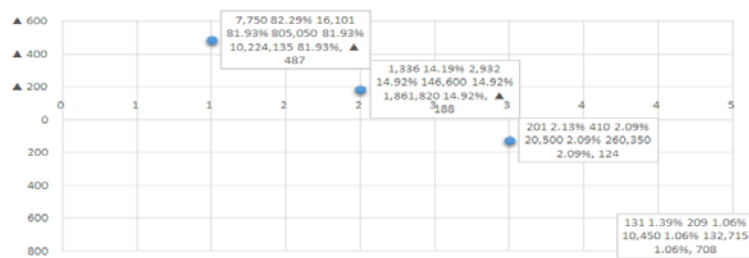 ▲ 600
7,750 82.29% 16,101
81.93% 805,050 81.93%
10,224,135 81.93%, ▲
487
▲ 400
1,336 14.19% 2,932
14.92% 146,600 14.92%
1,861,820 14.92%, ▲
188
▲ 200
0 1 1 2 2 3 3 4 4 5
0
201 2.13% 410 2.09%
20,500 2.09% 260,350
2.09%, 124
200
400
600
131 1.39% 209 1.06%
10,450 1.06% 132,715
1.06%, 708
800